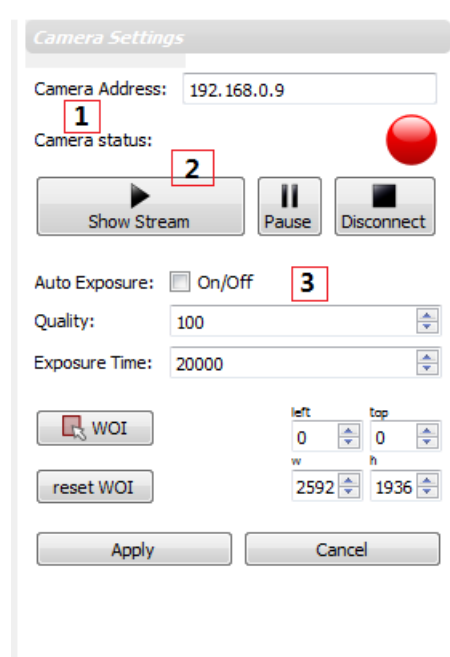 Camera Settings
Camera Address: 192.168.0.9
1
Camera status:
2
Show Stream Pause Disconnect
Auto Exposure: On/Off 3
Quality: 100
Exposure Time: 20000
left top
WOI 0 0
w h
reset WOI 2592 1936
Apply Cancel